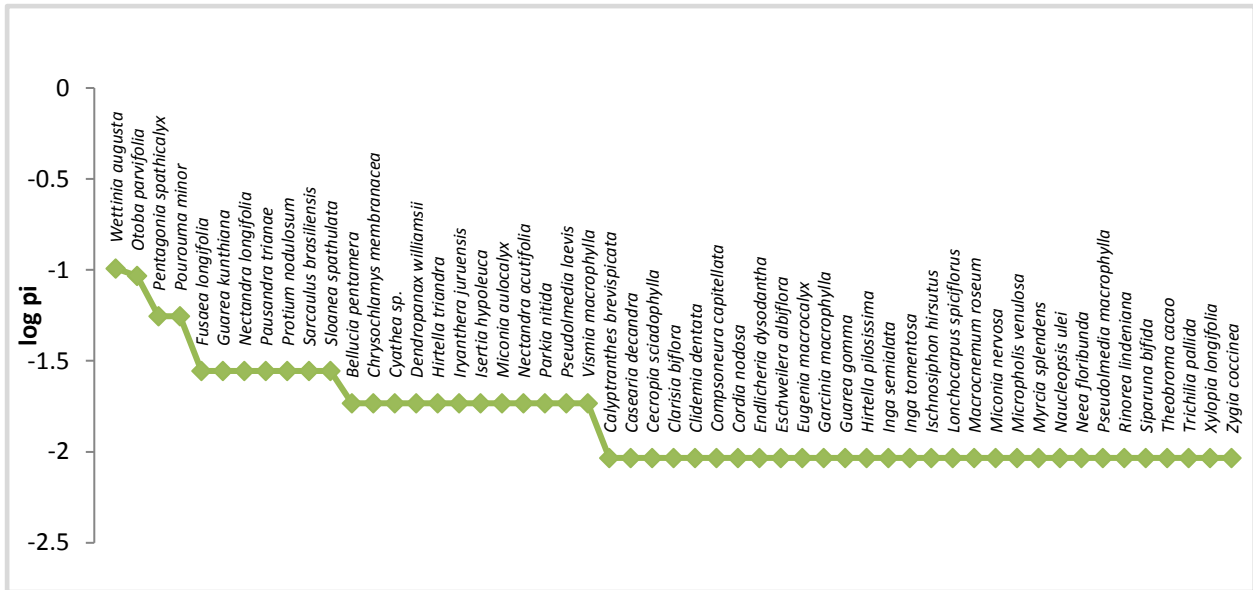 0
-0.5
-1
-1.5
-2
-2.5
log pi
Wettinia augusta
Otoba parvifolia
Pentagonia spathicalyx
Pourouma minor
Fusaea longifolia
Guarea kunthiana
Nectandra longifolia
Pausandra trianae
Protium nodulosum
Sarcaulus brasiliensis
Sloanea spathulata
Bellucia pentamera
Chrysochlamys membranacea
Cyathea sp.
Dendropanax williamsii
Hirtella triandra
Iryanthera juruensis
Isertia hypoleuca
Miconia aulocalyx
Nectandra acutifolia
Parkia nitida
Pseudolmedia laevis
Vismia macrophylla
Calyptranthes brevispicata
Casearia decandra
Cecropia sciadophylla
Clarisia biflora
Clidemia dentata
Compsoneura capitellata
Cordia nodosa
Endlicheria dysodantha
Eschweilera albiflora
Eugenia macrocalyx
Garcinia macrophylla
Guarea gomma
Hirtella pilosissima
Inga semialata
Inga tomentosa
Ischnosiphon hirsutus
Lonchocarpus spiciflorus
Macrocnemum roseum
Miconia nervosa
Micropholis venulosa
Myrcia splendens
Naucleopsis ulei
Neea floribunda
Pseudolmedia macrophylla
Rinorea lindeniana
Siparuna bifida
Theobroma cacao
Trichilia pallida
Xylopia longifolia
Zygia coccinea